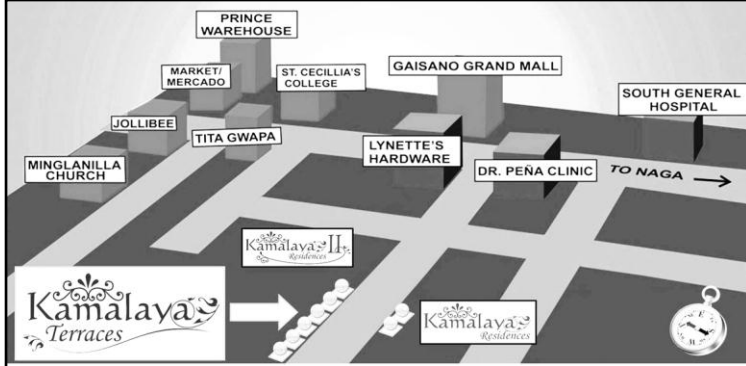 PRINCE
WAREHOUSE
MARKET/
MERCADO
ST. CECILLIA'S
COLLEGE
GAISANO GRAND MALL
SOUTH GENERAL
HOSPITAL
JOLLIBEE
TITA GWAPA
LYNETTE'S
HARDWARE
MINGLANILLA
CHURCH
DR. PEÑA CLINIC
TO NAGA
Kamalaya II
Residences
Kamalaya
Terraces
Kamalaya
Residences